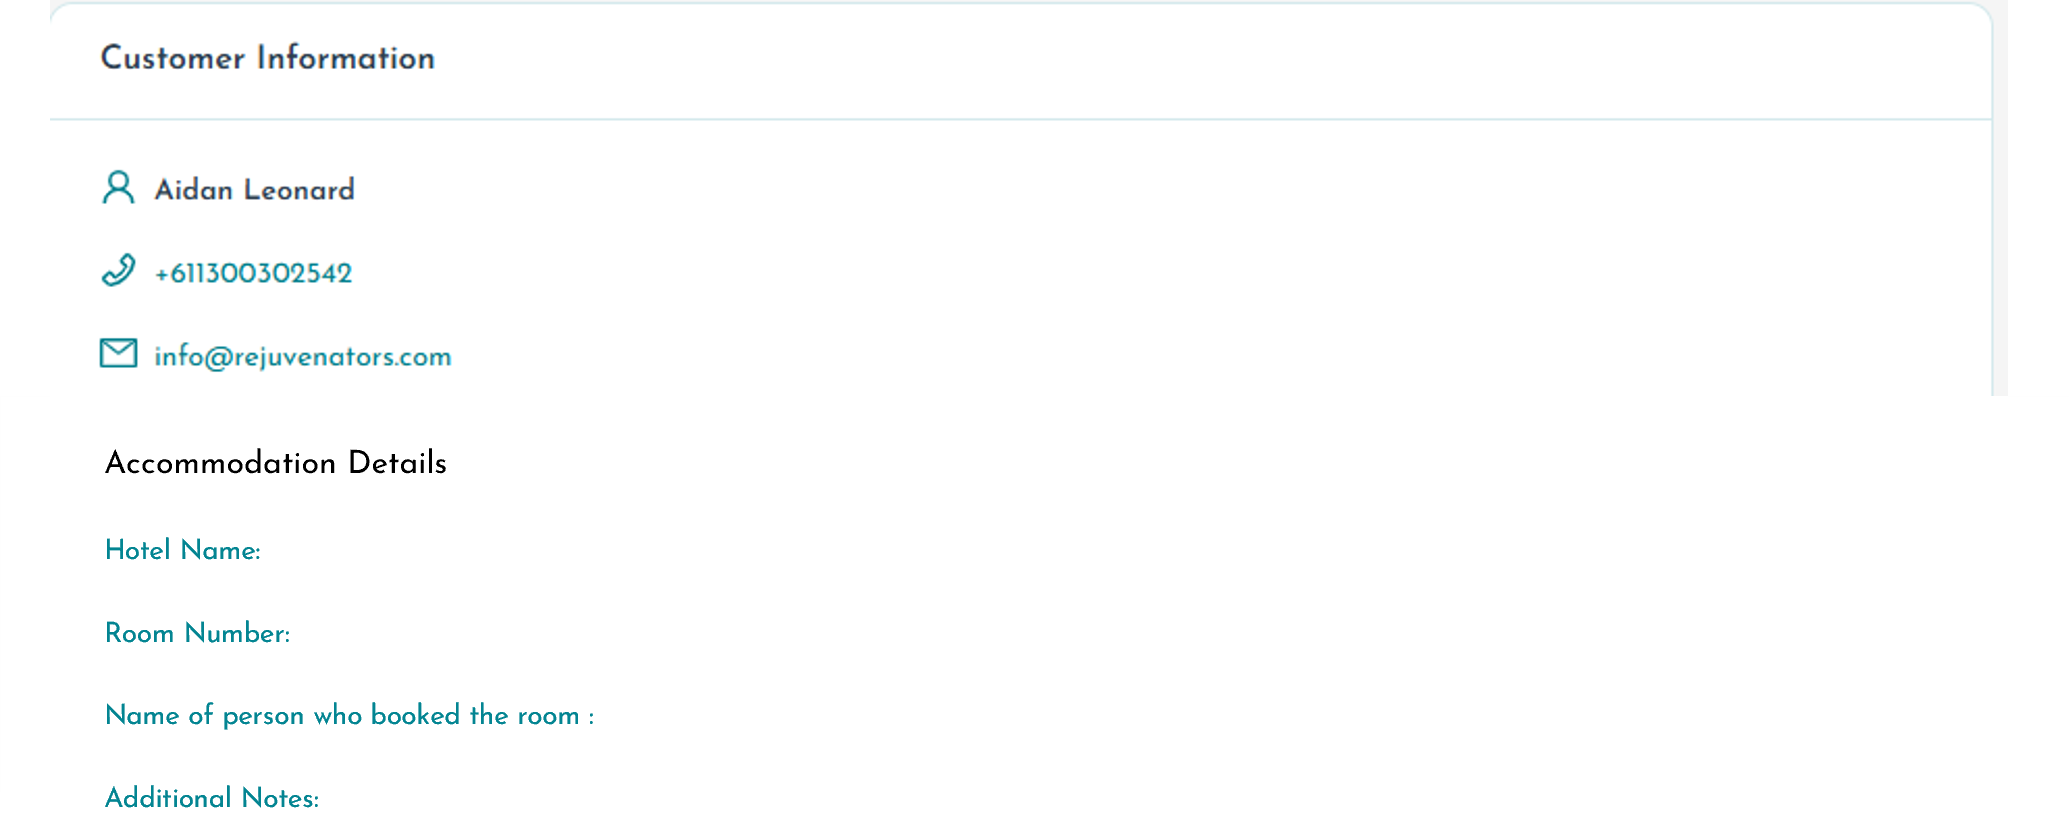 Customer Information
Aidan Leonard
+611300302542
info@rejuvenators.com
Accommodation Details
Hotel Name:
Room Number:
Name of person who booked the room :
Additional Notes: